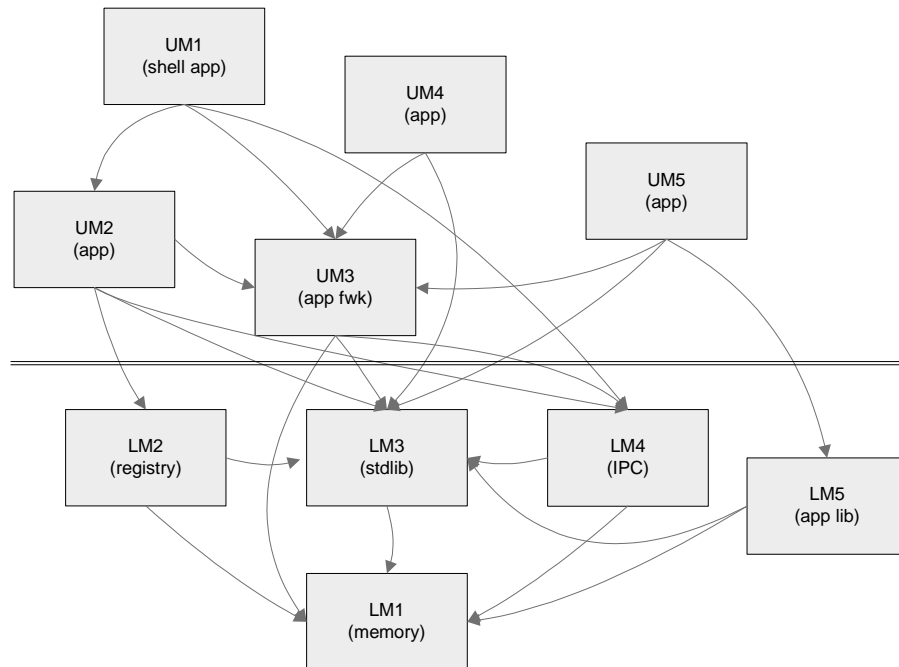 UM1
(shell app)
UM4
(app)
UM5
(app)
UM2
(app)
UM3
(app fwk)
LM2
(registry)
LM3
(stdlib)
LM4
(IPC)
LM5
(app lib)
LM1
(memory)